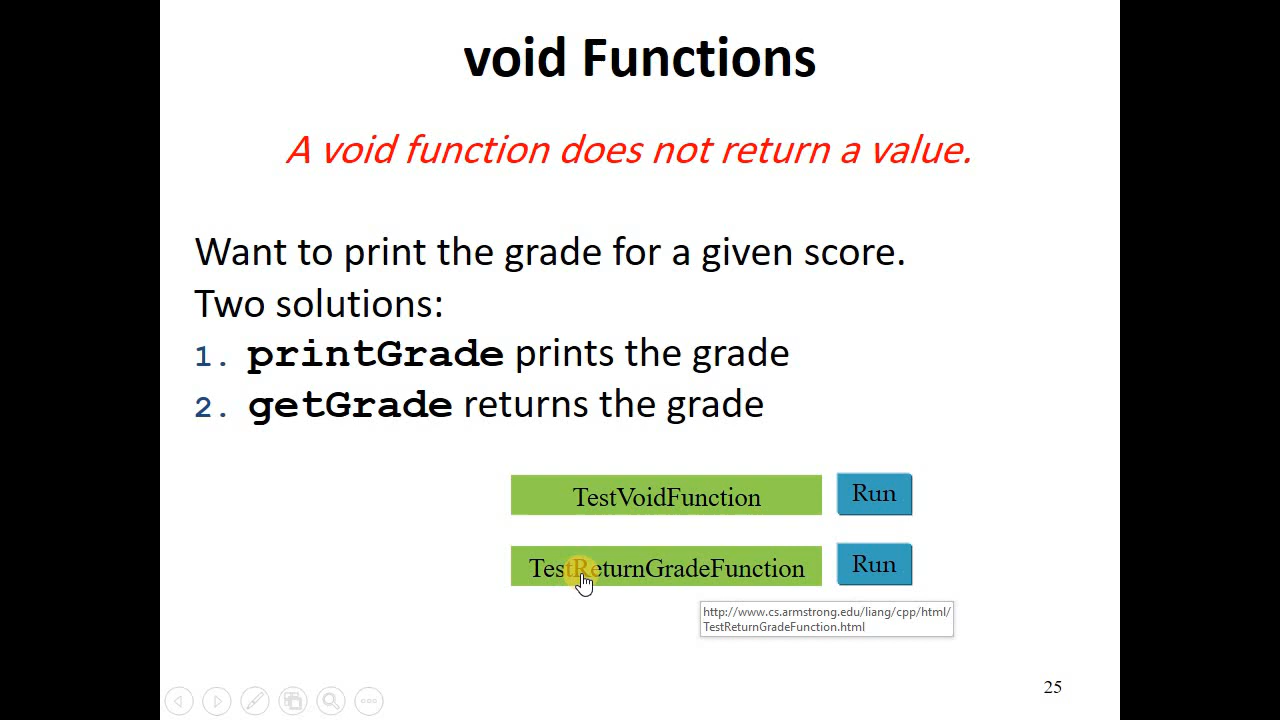 void Functions
A void function does not return a value.
Want to print the grade for a given score.
Two solutions:
1. printGrade prints the grade
2. getGrade returns the grade
TestVoidFunction
Run
TestReturnGradeFunction
Run
http://www.cs.armstrong.edu/liang/cpp/html/
TestReturnGradeFunction.html
25